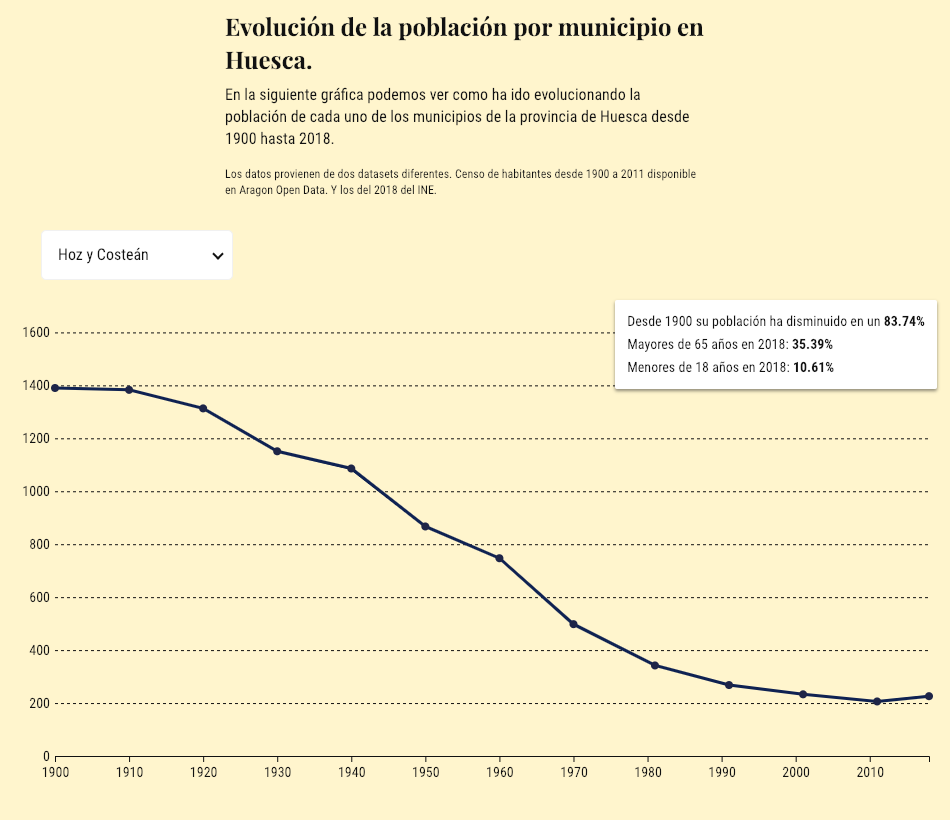 Evolución de la población por municipio en
Huesca.
En la siguiente gráfica podemos ver como ha ido evolucionando la
población de cada uno de los municipios de la provincia de Huesca desde
1900 hasta 2018.
Los datos provienen de dos datasets diferentes. Censo de habitantes desde 1900 a 2011 disponible
en Aragon Open Data. Y los del 2018 del INE.
Hoz y Costeán
Desde 1900 su población ha disminuido en un 83.74%
Mayores de 65 años en 2018: 35.39%
Menores de 18 años en 2018: 10.61%
1600
1400
1200
1000
800
600
400
200
0
1900 1910 1920 1930 1940 1950 1960 1970 1980 1990 2000 2010